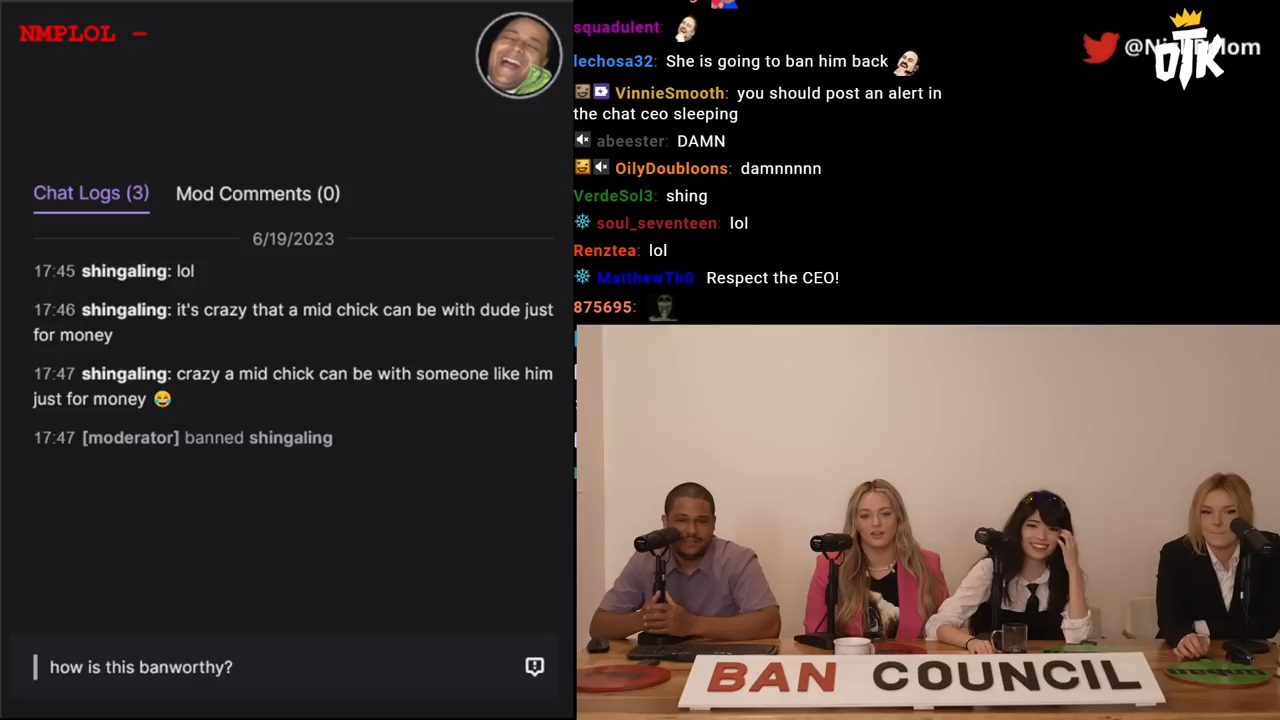 NMPLOL -
Chat Logs (3) Mod Comments (0)
6/19/2023
17:45 shingaling: lol
17:46 shingaling: it's crazy that a mid chick can be with dude just
for money
17:47 shingaling: crazy a mid chick can be with someone like him
just for money 😂
17:47 [moderator] banned shingaling
how is this banworthy?
squadulent:
lechosa32: She is going to ban him back
VinnieSmooth: you should post an alert in
the chat ceo sleeping
abeester: DAMN
OilyDoubloons: damnnnnn
VerdeSol3: shing
soul_seventeen: lol
Renztea: lol
MatthewTh0: Respect the CEO!
875695:
OTK
BAN COUNCIL